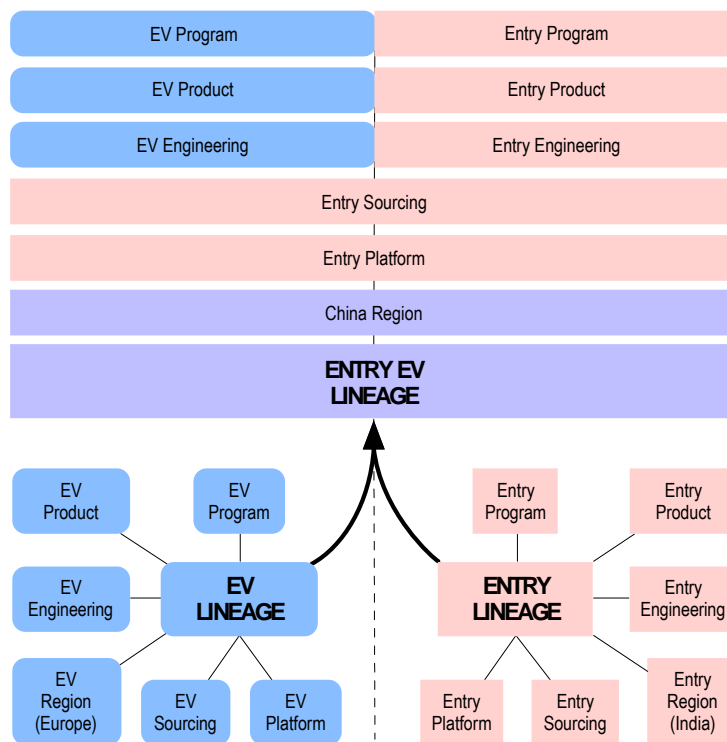 EV Program
Entry Program
EV Product
Entry Product
EV Engineering
Entry Engineering
Entry Sourcing
Entry Platform
China Region
ENTRY EV
LINEAGE
EV
Product
EV
Program
Entry
Program
Entry
Product
EV
Engineering
EV
LINEAGE
ENTRY
LINEAGE
Entry
Engineering
EV
Region
(Europe)
EV
Sourcing
EV
Platform
Entry
Platform
Entry
Sourcing
Entry
Region
(India)